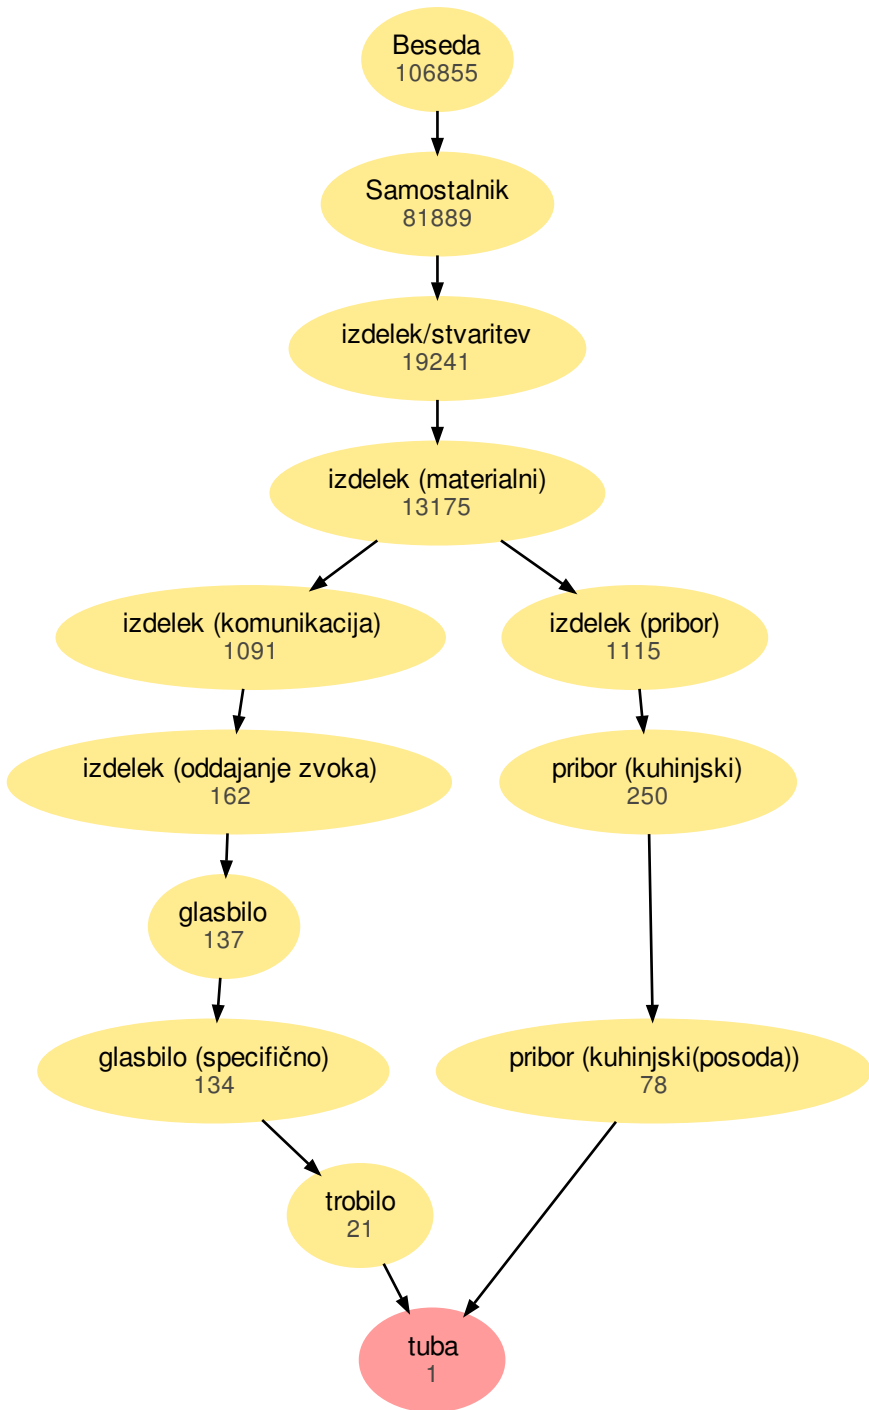 Beseda
106855
Samostalnik
81889
izdelek/stvaritev
19241
izdelek (materialni)
13175
izdelek (komunikacija)
1091
izdelek (pribor)
1115
izdelek (oddajanje zvoka)
162
pribor (kuhinjski)
250
glasbilo
137
glasbilo (specifično)
134
pribor (kuhinjski(posoda))
78
trobilo
21
tuba
1